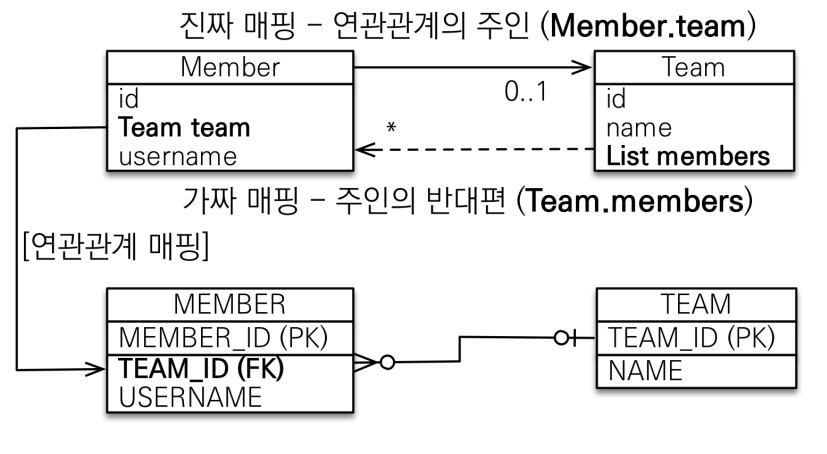 진짜 매핑 – 연관관계의 주인 (Member.team)
Member
id
Team team
username
0..1
*
Team
id
name
List members
가짜 매핑 – 주인의 반대편 (Team.members)
[연관관계 매핑]
MEMBER
MEMBER_ID (PK)
TEAM_ID (FK)
USERNAME
TEAM
TEAM_ID (PK)
NAME